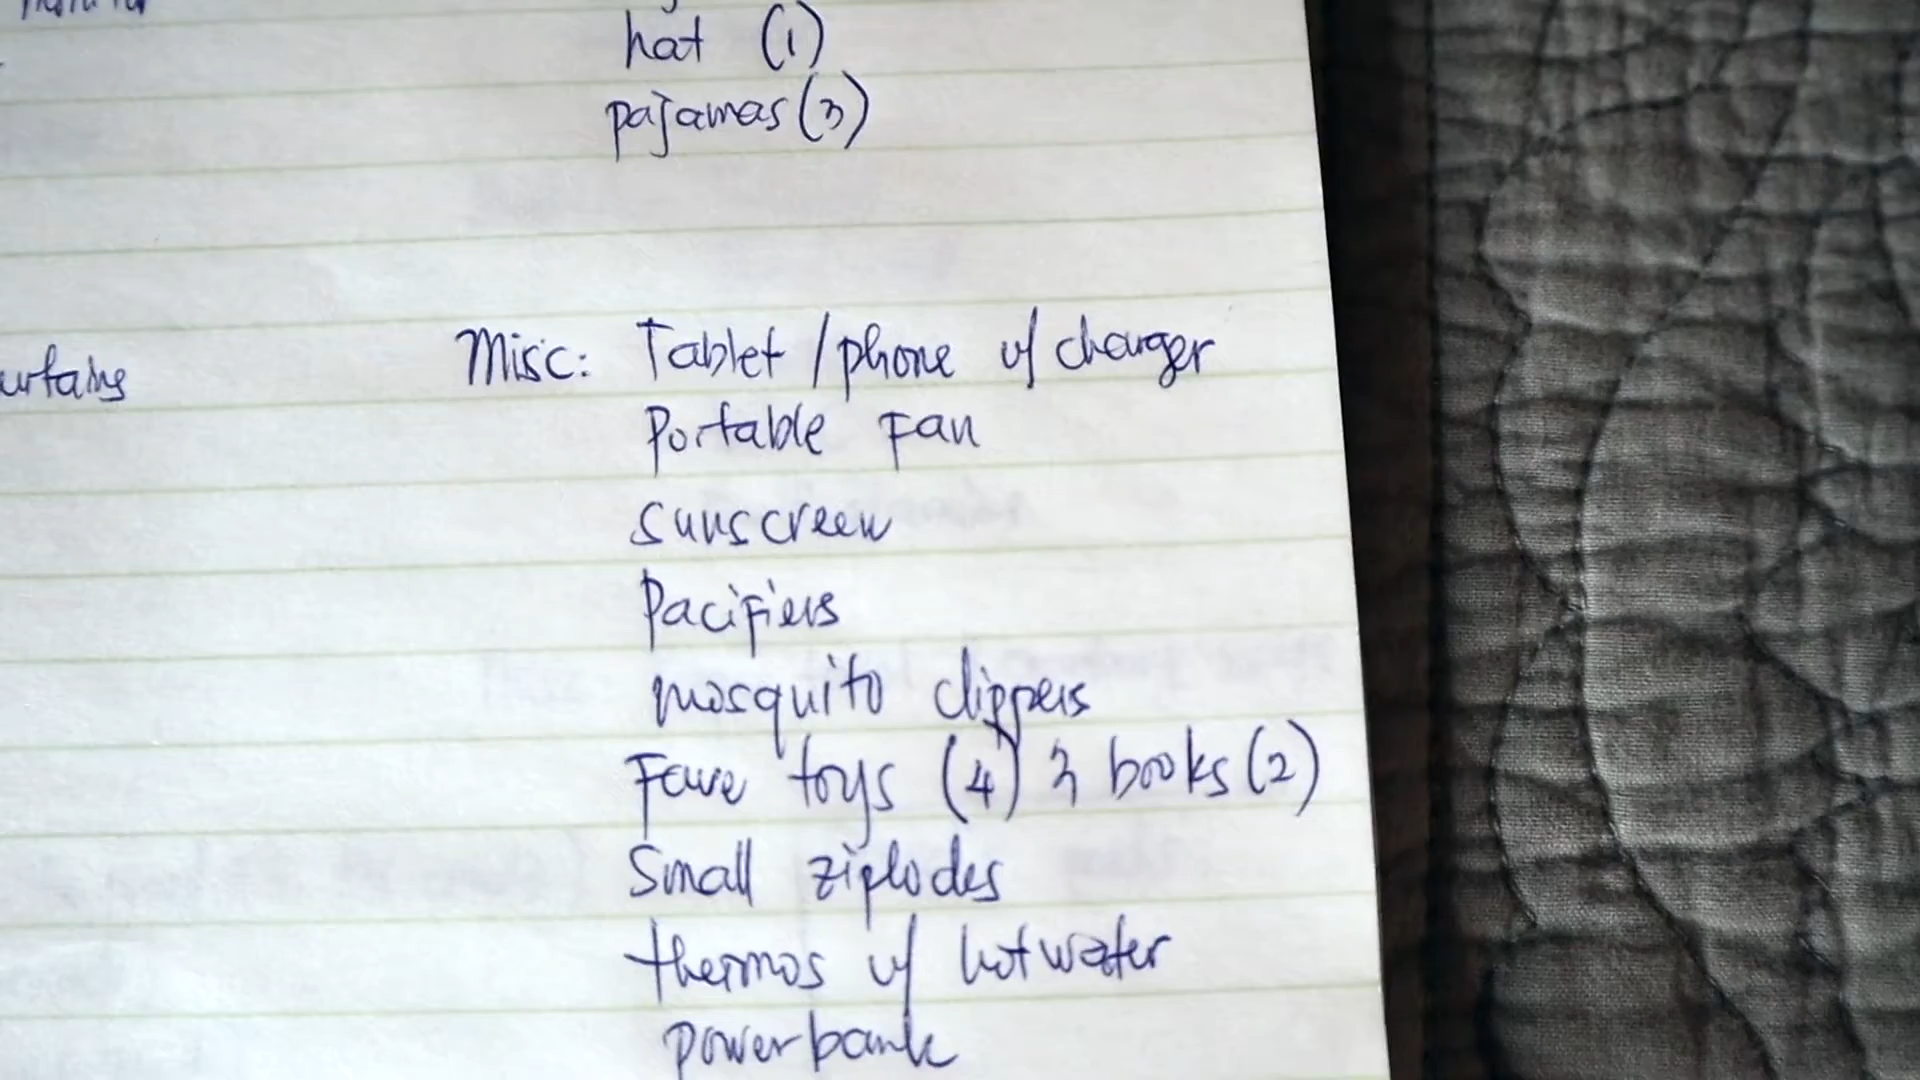 hat (1)
pajamas (3)
Misc: Tablet / phone w/ charger
Portable Fan
sunscreen
Pacifiers
mosquito clippers
Fave toys (4) & books (2)
Small ziplocks
thermos w/ hot water
powerbank